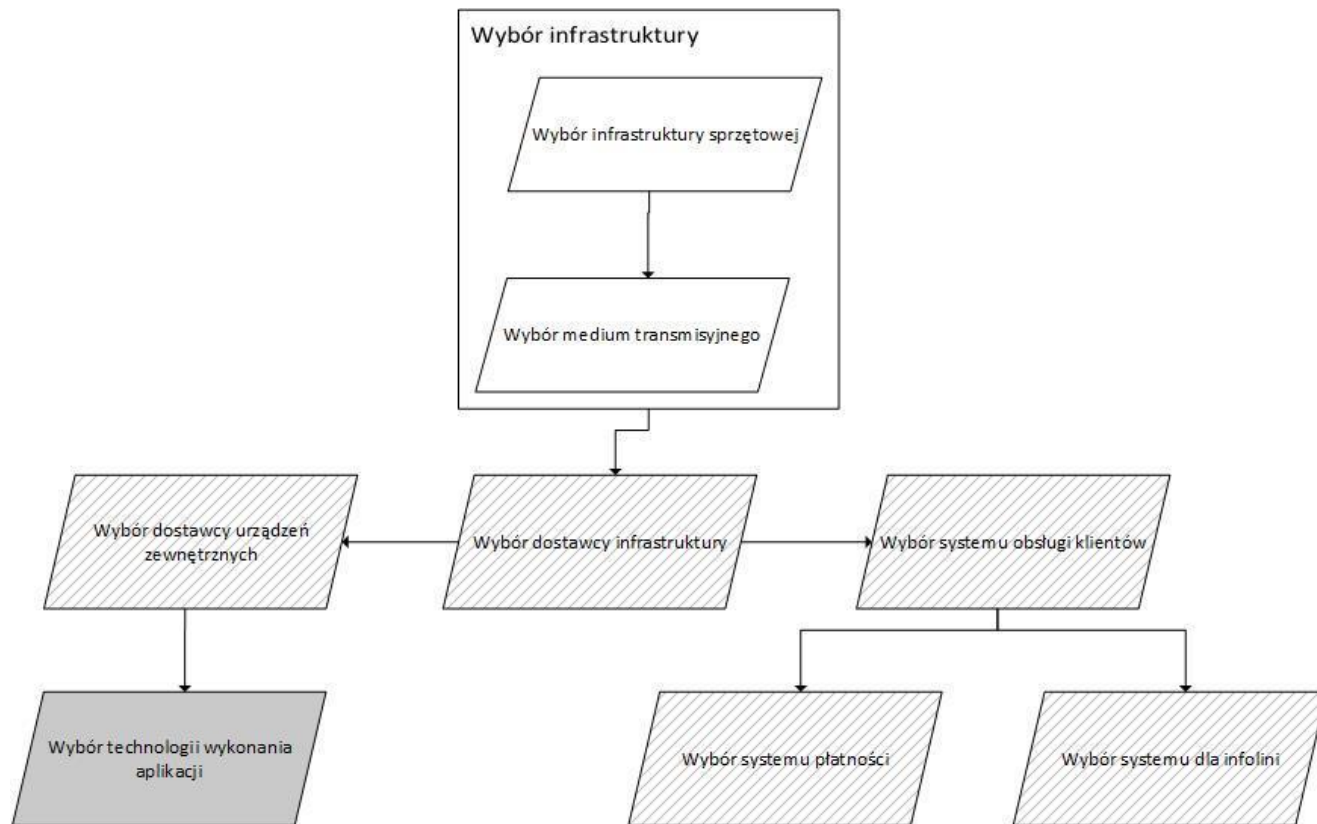 Wybór infrastruktury
Wybór infrastruktury sprzętowej
Wybór medium transmisyjnego
Wybór dostawcy urządzeń
zewnętrznych
Wybór dostawcy infrastruktury
Wybór systemu obsługi klientów
Wybór technologii wykonania
aplikacji
Wybór systemu płatności
Wybór systemu dla infolini